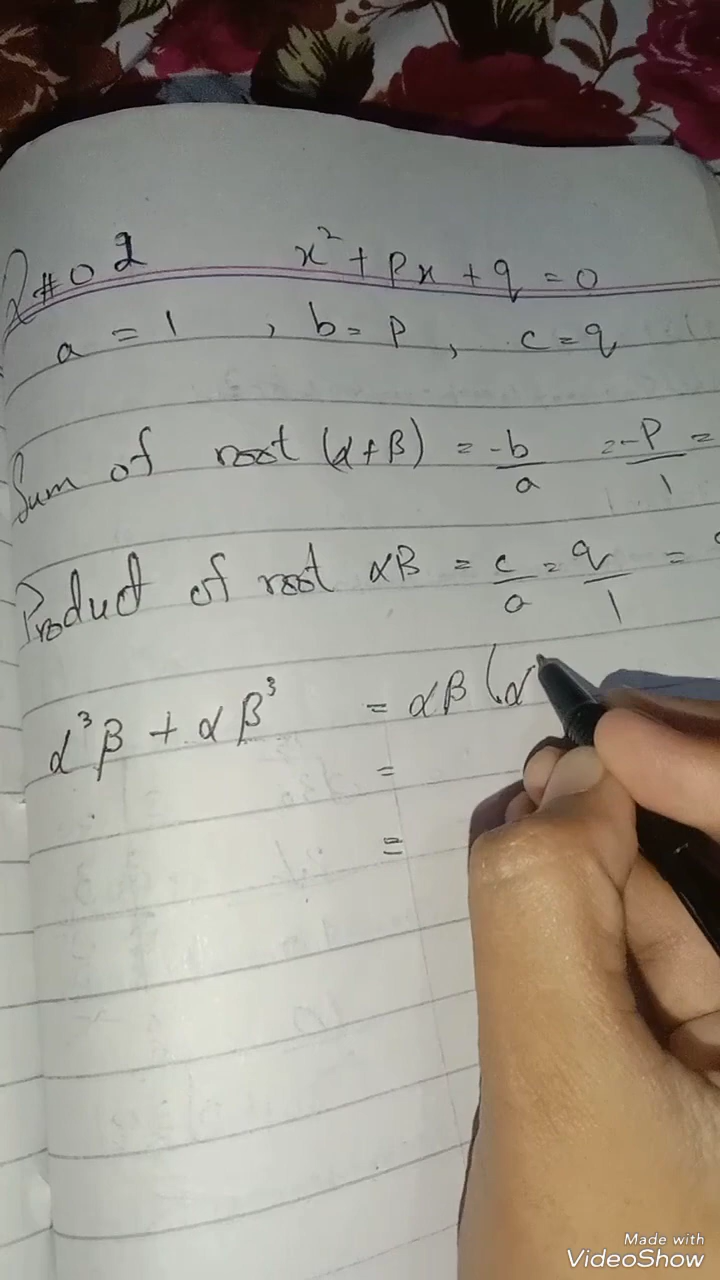 Q#02 x² + px + q = 0
a = 1 , b = p , c = q
Sum of root (α+β) = -b/a = -p/1 =
Product of root αβ = c/a = q/1 =
α³β + αβ³ = αβ (α
=
=
Made with
VideoShow